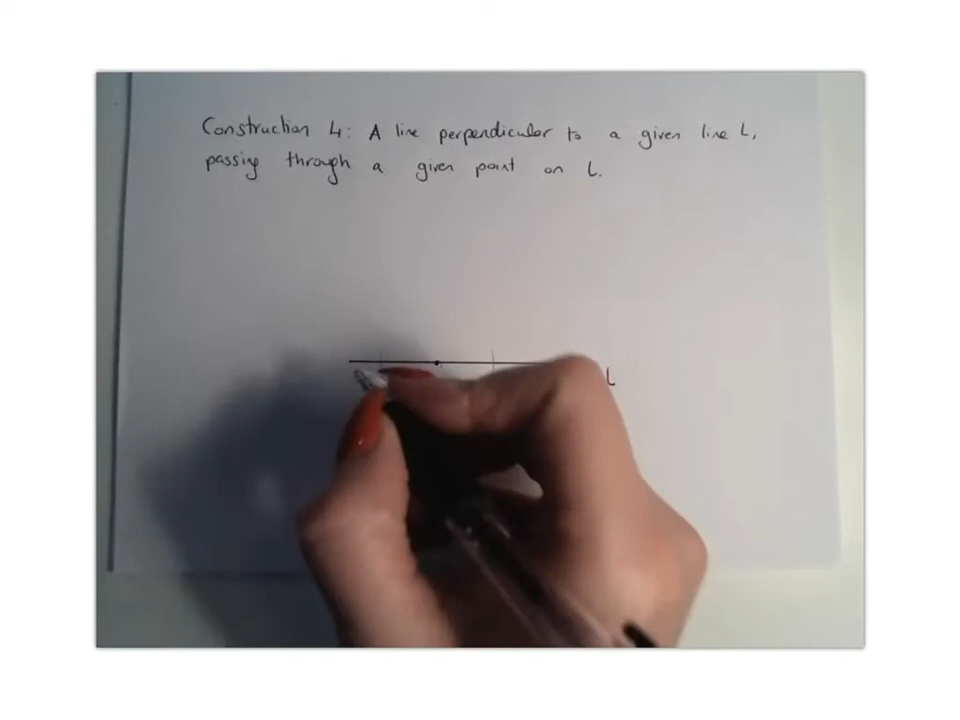 Construction 4: A line perpendicular to a given line L,
passing through a given point on L.
L